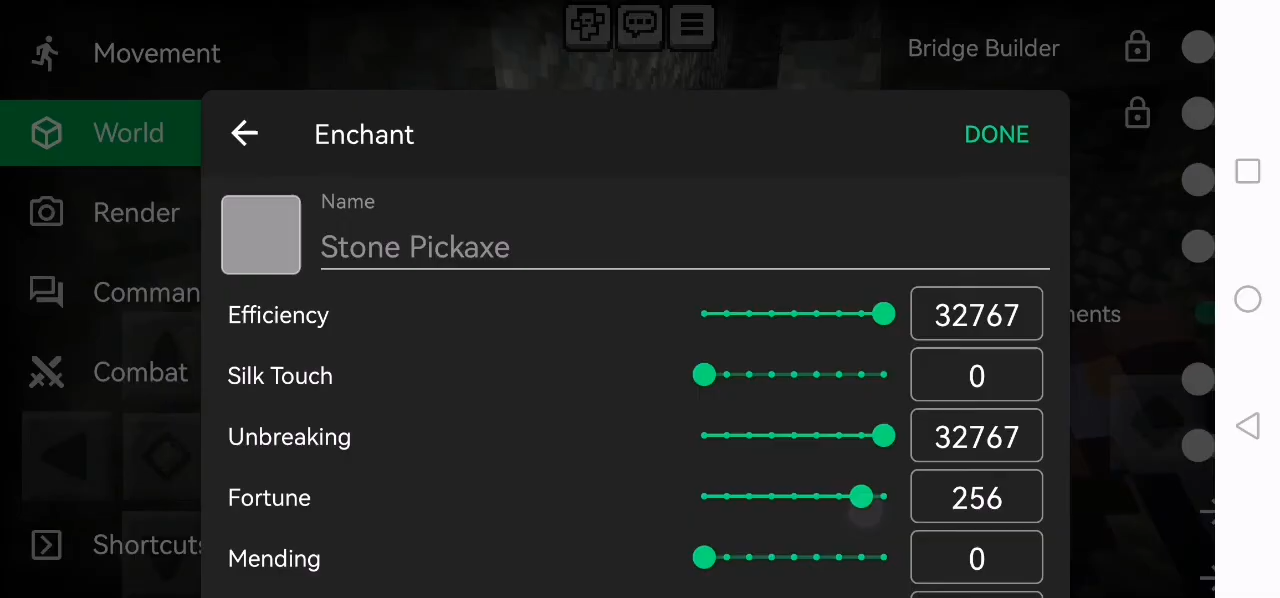 Movement
Bridge Builder
World
Enchant
DONE
Render
Name
Stone Pickaxe
Comman
Efficiency
32767
ments
Combat
Silk Touch
0
Unbreaking
32767
Fortune
256
Shortcuts
Mending
0